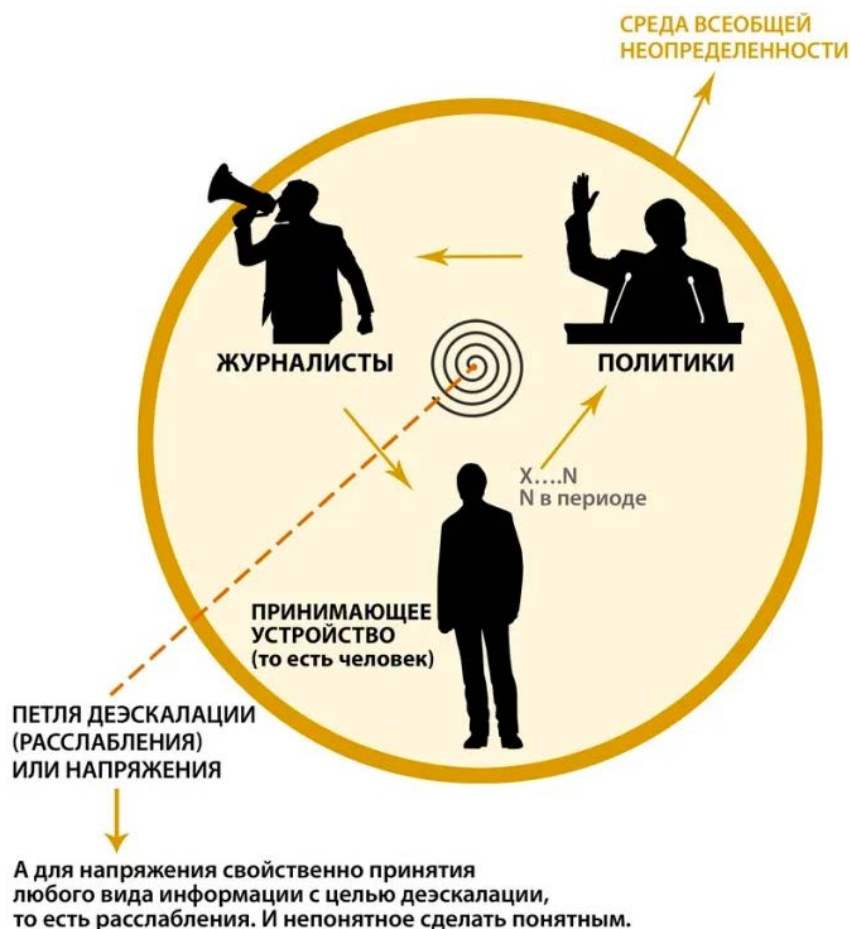 СРЕДА ВСЕОБЩЕЙ
НЕОПРЕДЕЛЕННОСТИ
ЖУРНАЛИСТЫ
ПОЛИТИКИ
X....N
N в периоде
ПРИНИМАЮЩЕЕ
УСТРОЙСТВО
(то есть человек)
ПЕТЛЯ ДЕЭСКАЛАЦИИ
(РАССЛАБЛЕНИЯ)
ИЛИ НАПРЯЖЕНИЯ
А для напряжения свойственно принятия
любого вида информации с целью деэскалации,
то есть расслабления. И непонятное сделать понятным.